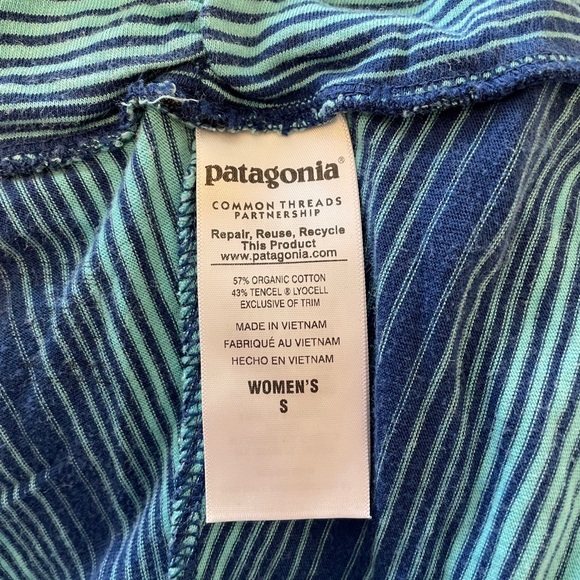 patagonia®
COMMON THREADS
PARTNERSHIP
Repair, Reuse, Recycle
This Product
www.patagonia.com
57% ORGANIC COTTON
43% TENCEL ® LYOCELL
EXCLUSIVE OF TRIM
MADE IN VIETNAM
FABRIQUÉ AU VIETNAM
HECHO EN VIETNAM
WOMEN'S
S